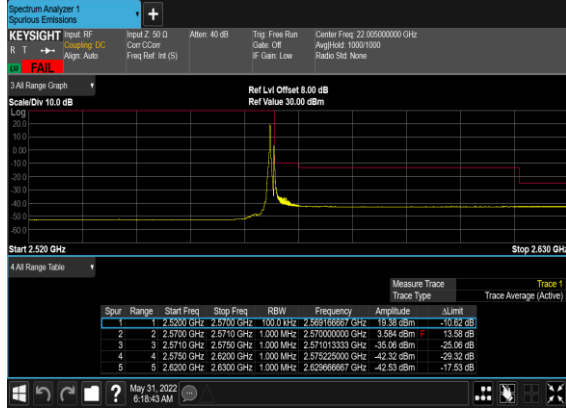 Spectrum Analyzer 1
Spurious Emissions
KEYSIGHT Input: RF Input Z: 50 Ω Atten: 40 dB Trig: Free Run Center Freq: 22.005000000 GHz
R T Coupling: DC Corr CCorr Gate: Off Avg|Hold: 1000/1000
Align: Auto Freq Ref: Int (S) IF Gain: Low Radio Std: None
FAIL
3 All Range Graph
Ref Lvl Offset 8.00 dB
Scale/Div 10.0 dB Ref Value 30.00 dBm
Log
20.0
10.0
0.00
-10.0
-20.0
-30.0
-40.0
-50.0
-60.0
Start 2.520 GHz Stop 2.630 GHz
4 All Range Table
Measure Trace Trace 1
Trace Type Trace Average (Active)
Spur Range Start Freq Stop Freq RBW Frequency Amplitude ΔLimit
1 1 2.5200 GHz 2.5700 GHz 100.0 kHz 2.569166667 GHz 19.38 dBm -10.62 dB
2 2 2.5700 GHz 2.5710 GHz 1.000 MHz 2.570000000 GHz 3.584 dBm F 13.58 dB
3 3 2.5710 GHz 2.5750 GHz 1.000 MHz 2.571013333 GHz -35.06 dBm -25.06 dB
4 4 2.5750 GHz 2.6200 GHz 1.000 MHz 2.575225000 GHz -42.32 dBm -29.32 dB
5 5 2.6200 GHz 2.6300 GHz 1.000 MHz 2.629666667 GHz -42.53 dBm -17.53 dB
May 31, 2022
6:18:43 AM